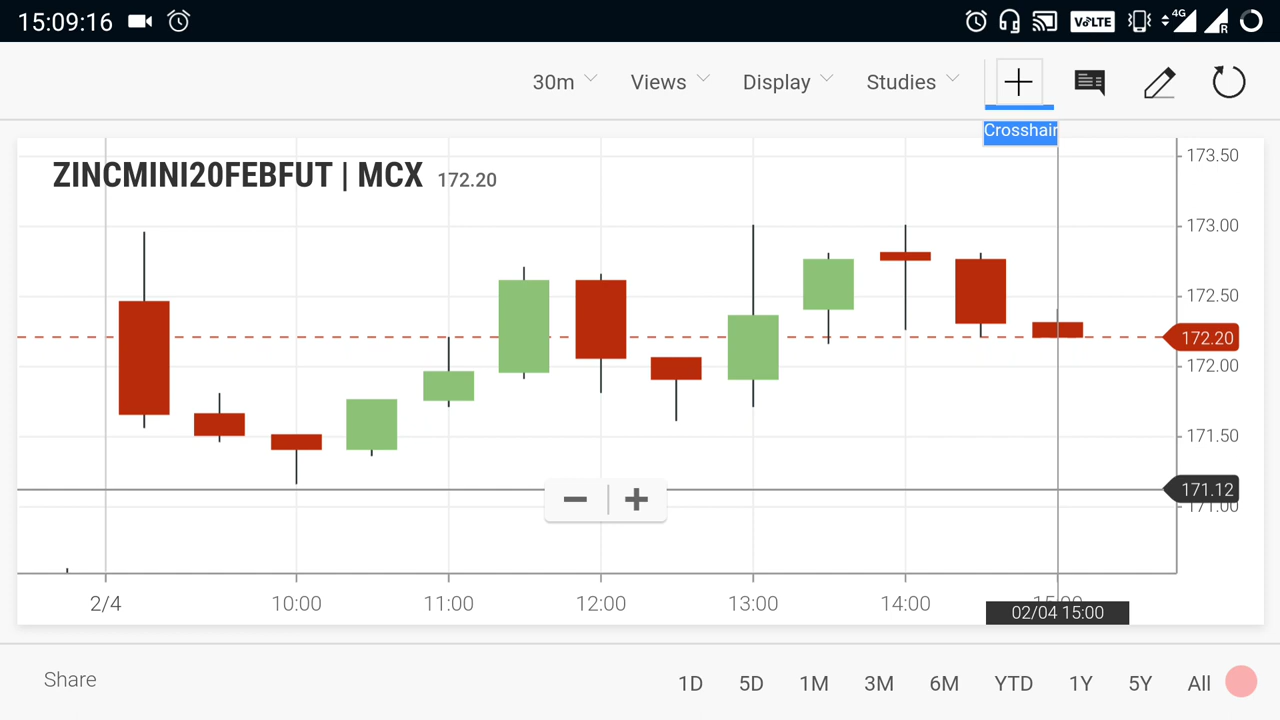 15:09:16 VoLTE 4G R
30m Views Display Studies
Crosshair
ZINCMINI20FEBFUT | MCX 172.20
173.50
173.00
172.50
172.20
172.00
171.50
171.12
171.00
2/4 10:00 11:00 12:00 13:00 14:00 15:00
02/04 15:00
Share 1D 5D 1M 3M 6M YTD 1Y 5Y All